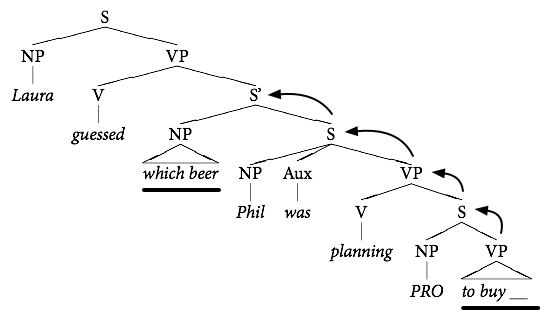 S
NP VP
Laura V S'
guessed NP S
which beer NP Aux VP
Phil was V S
planning NP VP
PRO to buy __